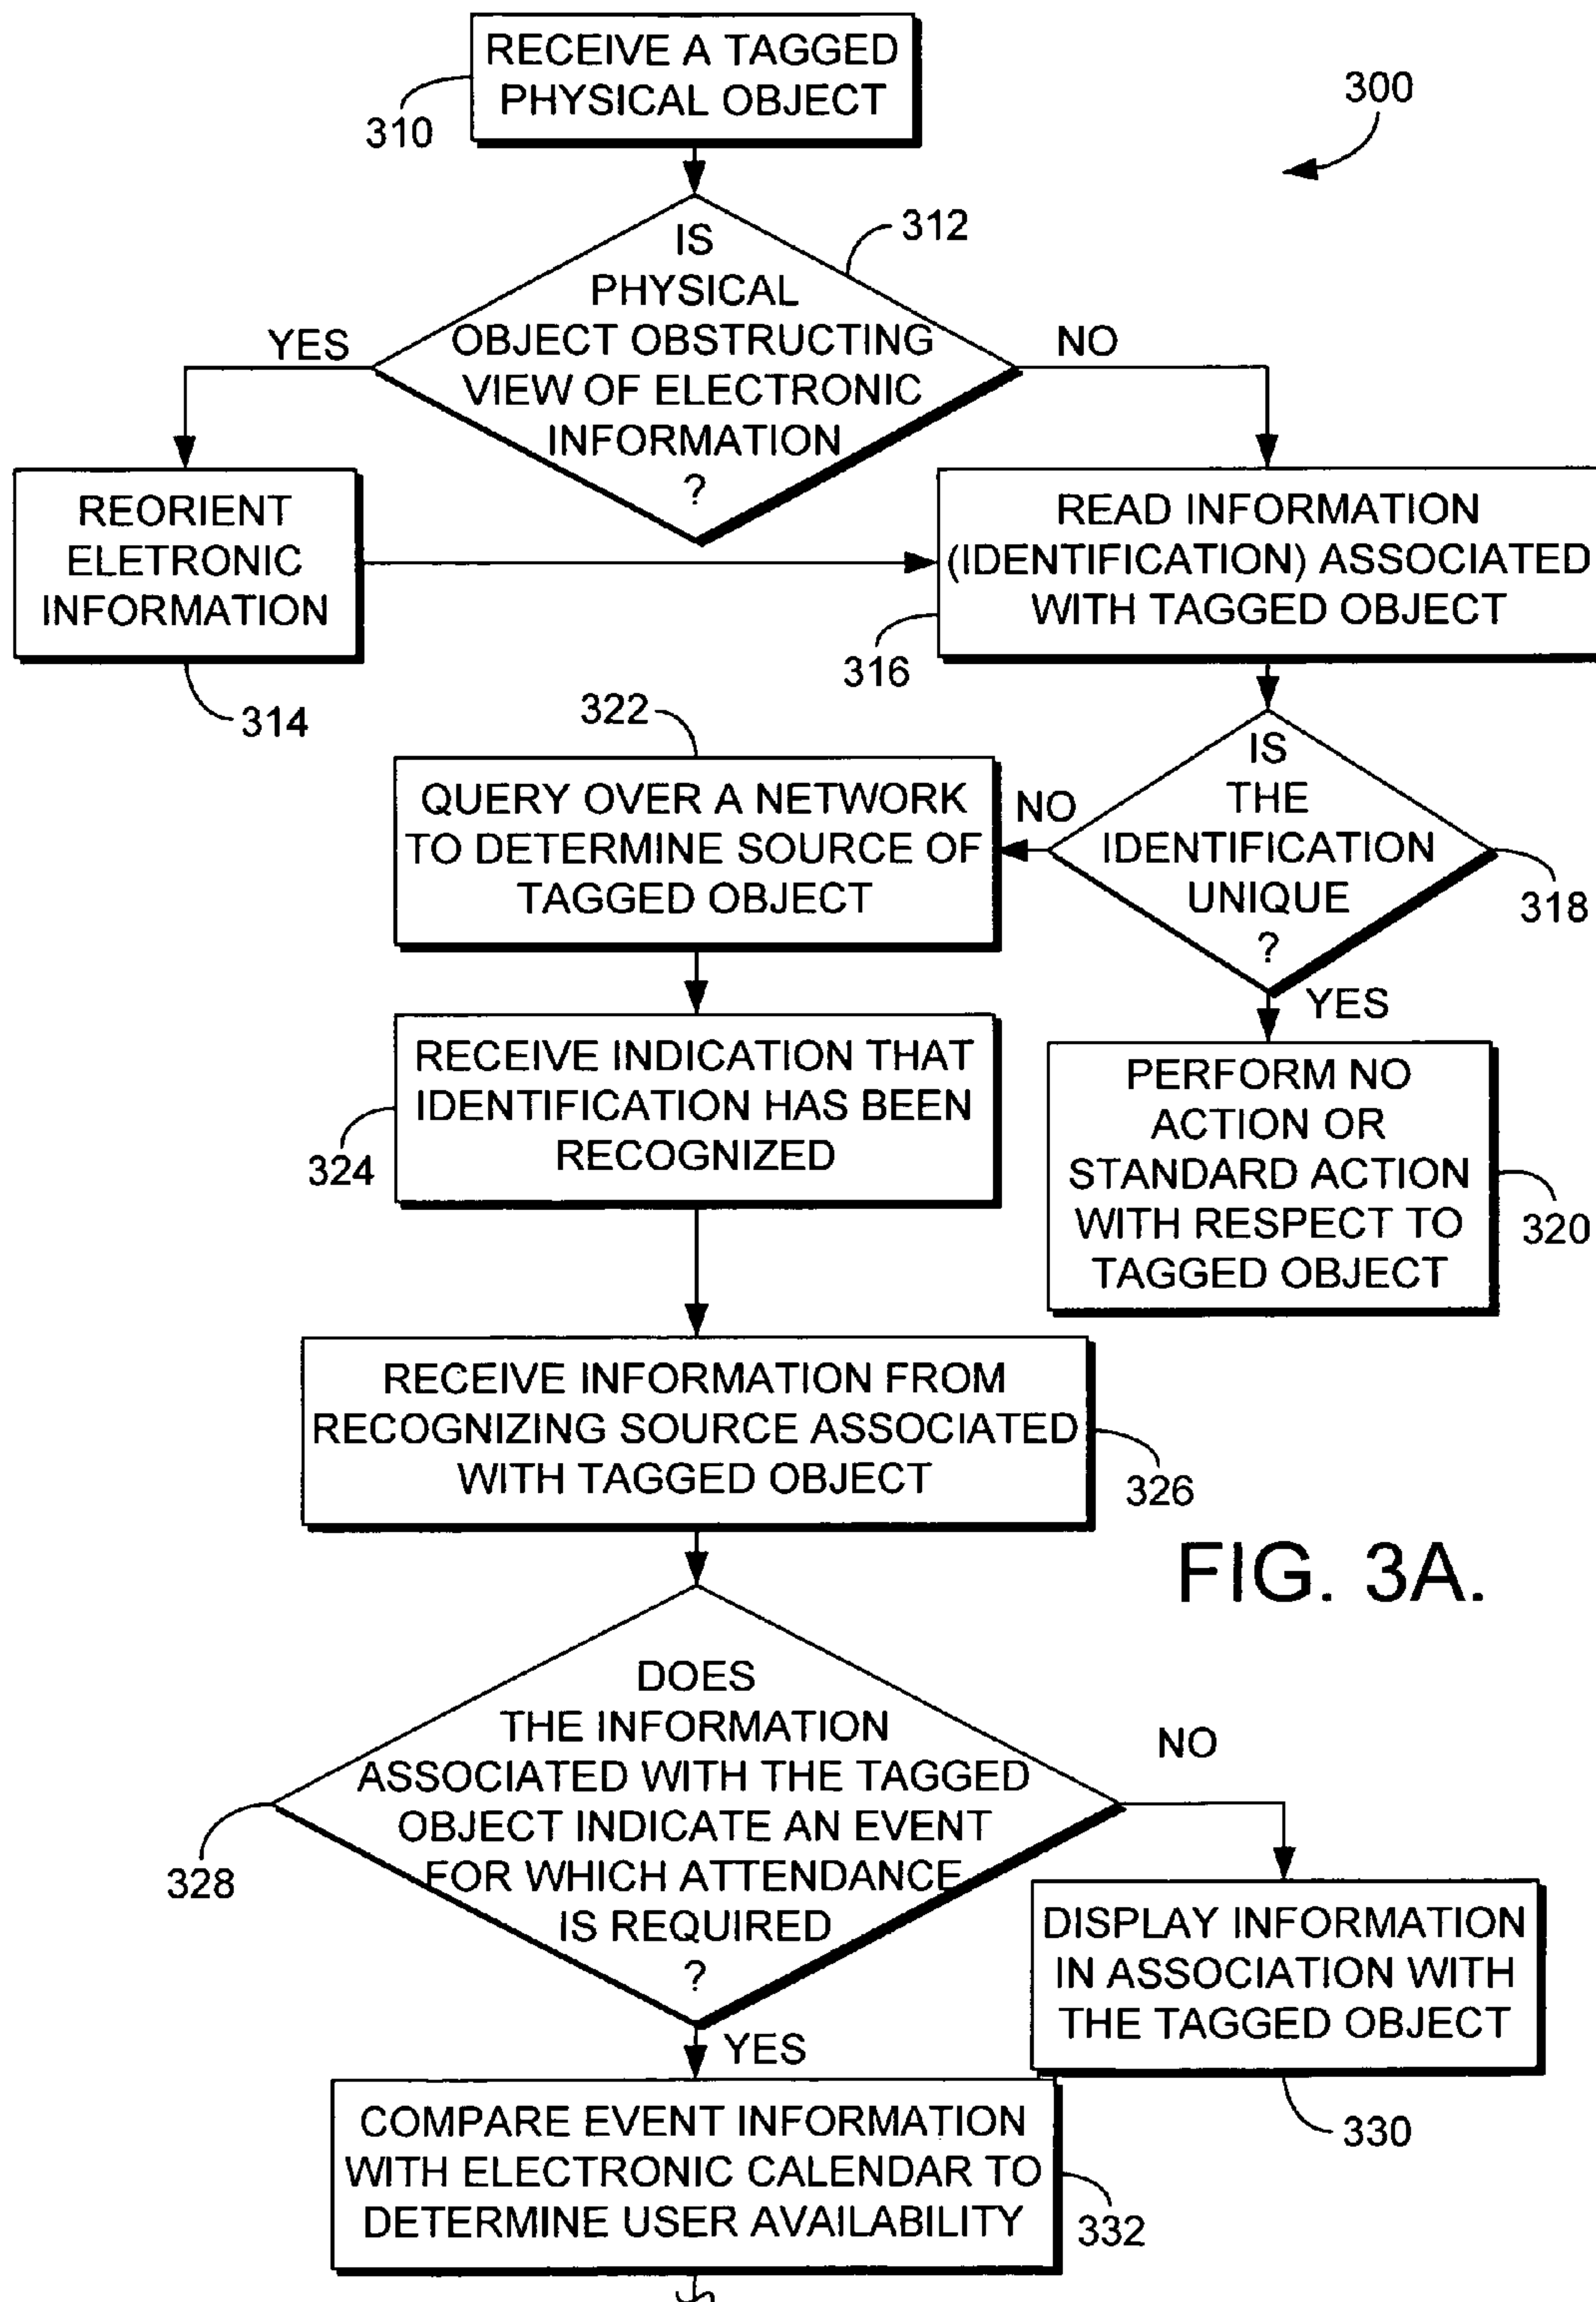 RECEIVE A TAGGED
PHYSICAL OBJECT
310
300
IS
PHYSICAL
OBJECT OBSTRUCTING
VIEW OF ELECTRONIC
INFORMATION
?
312
YES
NO
REORIENT
ELETRONIC
INFORMATION
314
READ INFORMATION
(IDENTIFICATION) ASSOCIATED
WITH TAGGED OBJECT
316
IS
THE
IDENTIFICATION
UNIQUE
?
318
NO
YES
322
QUERY OVER A NETWORK
TO DETERMINE SOURCE OF
TAGGED OBJECT
PERFORM NO
ACTION OR
STANDARD ACTION
WITH RESPECT TO
TAGGED OBJECT
320
RECEIVE INDICATION THAT
IDENTIFICATION HAS BEEN
RECOGNIZED
324
RECEIVE INFORMATION FROM
RECOGNIZING SOURCE ASSOCIATED
WITH TAGGED OBJECT
326
FIG. 3A.
DOES
THE INFORMATION
ASSOCIATED WITH THE TAGGED
OBJECT INDICATE AN EVENT
FOR WHICH ATTENDANCE
IS REQUIRED
?
328
NO
YES
DISPLAY INFORMATION
IN ASSOCIATION WITH
THE TAGGED OBJECT
330
COMPARE EVENT INFORMATION
WITH ELECTRONIC CALENDAR TO
DETERMINE USER AVAILABILITY
332